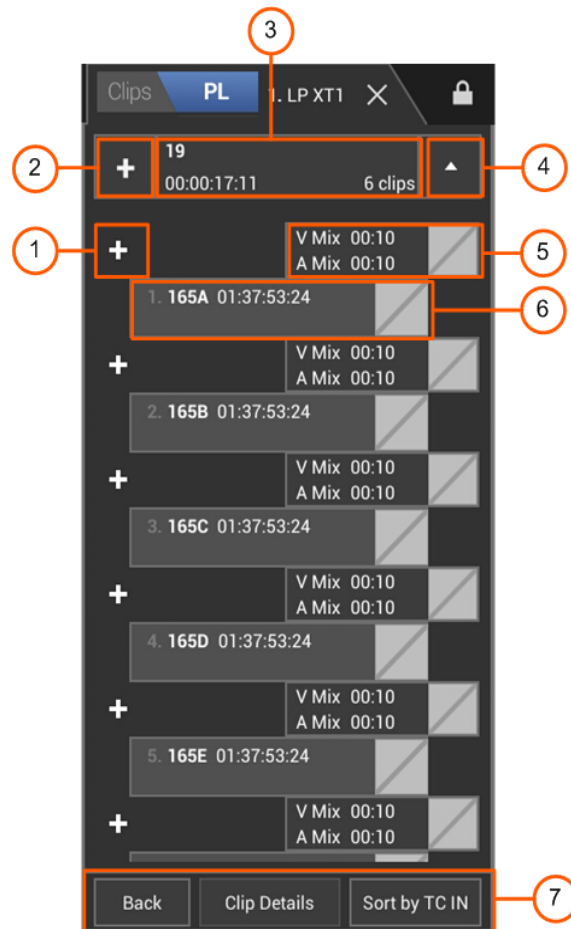 3
Clips PL 1. LP XT1
2
19
4
00:00:17:11 6 clips
1
V Mix 00:10
5
A Mix 00:10
1. 165A 01:37:53:24
6
V Mix 00:10
A Mix 00:10
2. 165B 01:37:53:24
V Mix 00:10
A Mix 00:10
3. 165C 01:37:53:24
V Mix 00:10
A Mix 00:10
4. 165D 01:37:53:24
V Mix 00:10
A Mix 00:10
5. 165E 01:37:53:24
V Mix 00:10
A Mix 00:10
Back Clip Details Sort by TC IN
7